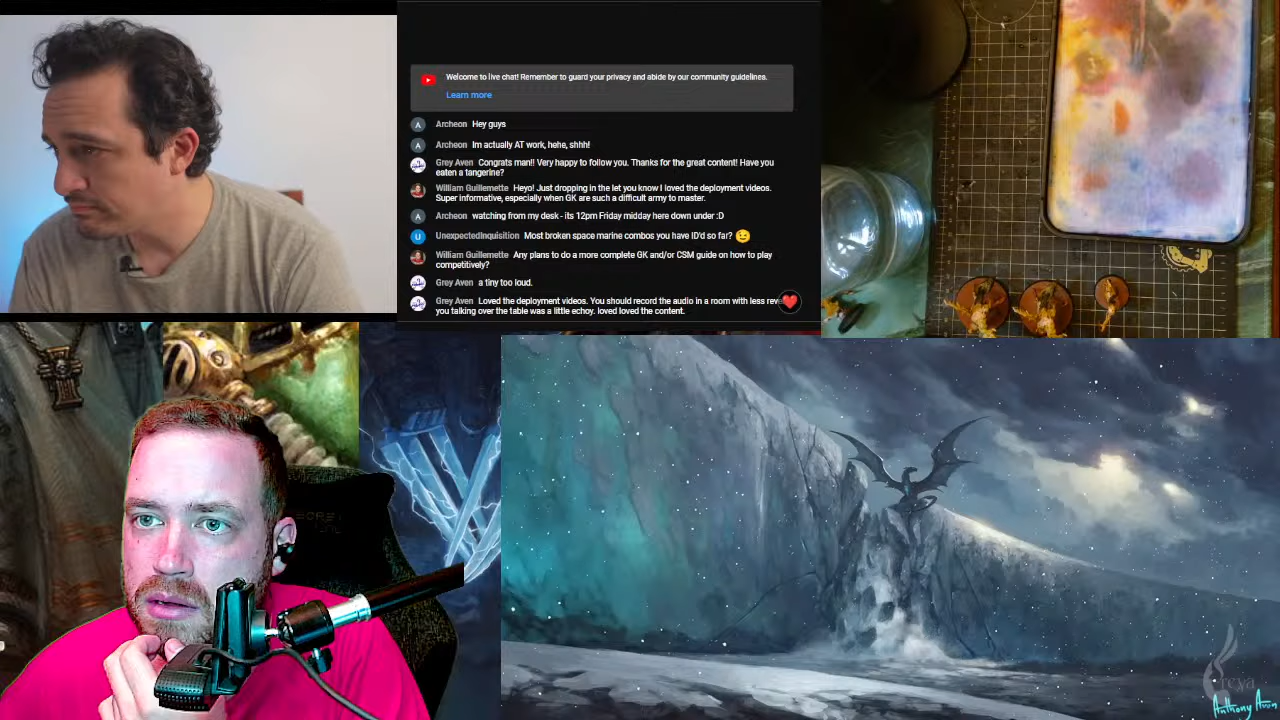 Welcome to live chat! Remember to guard your privacy and abide by our community guidelines.
Learn more
A Archeon Hey guys
A Archeon Im actually AT work, hehe, shhh!
Grey Aven Congrats man!! Very happy to follow you. Thanks for the great content! Have you
eaten a tangerine?
William Guillemette Heyo! Just dropping in the let you know I loved the deployment videos.
Super informative, especially when GK are such a difficult army to master.
A Archeon watching from my desk - its 12pm Friday midday here down under :D
U UnexpectedInquisition Most broken space marine combos you have ID'd so far? 😉
William Guillemette Any plans to do a more complete GK and/or CSM guide on how to play
competitively?
Grey Aven a tiny too loud.
Grey Aven Loved the deployment videos. You should record the audio in a room with less
you talking over the table was a little echoy. loved loved the content.
Anthony Avon